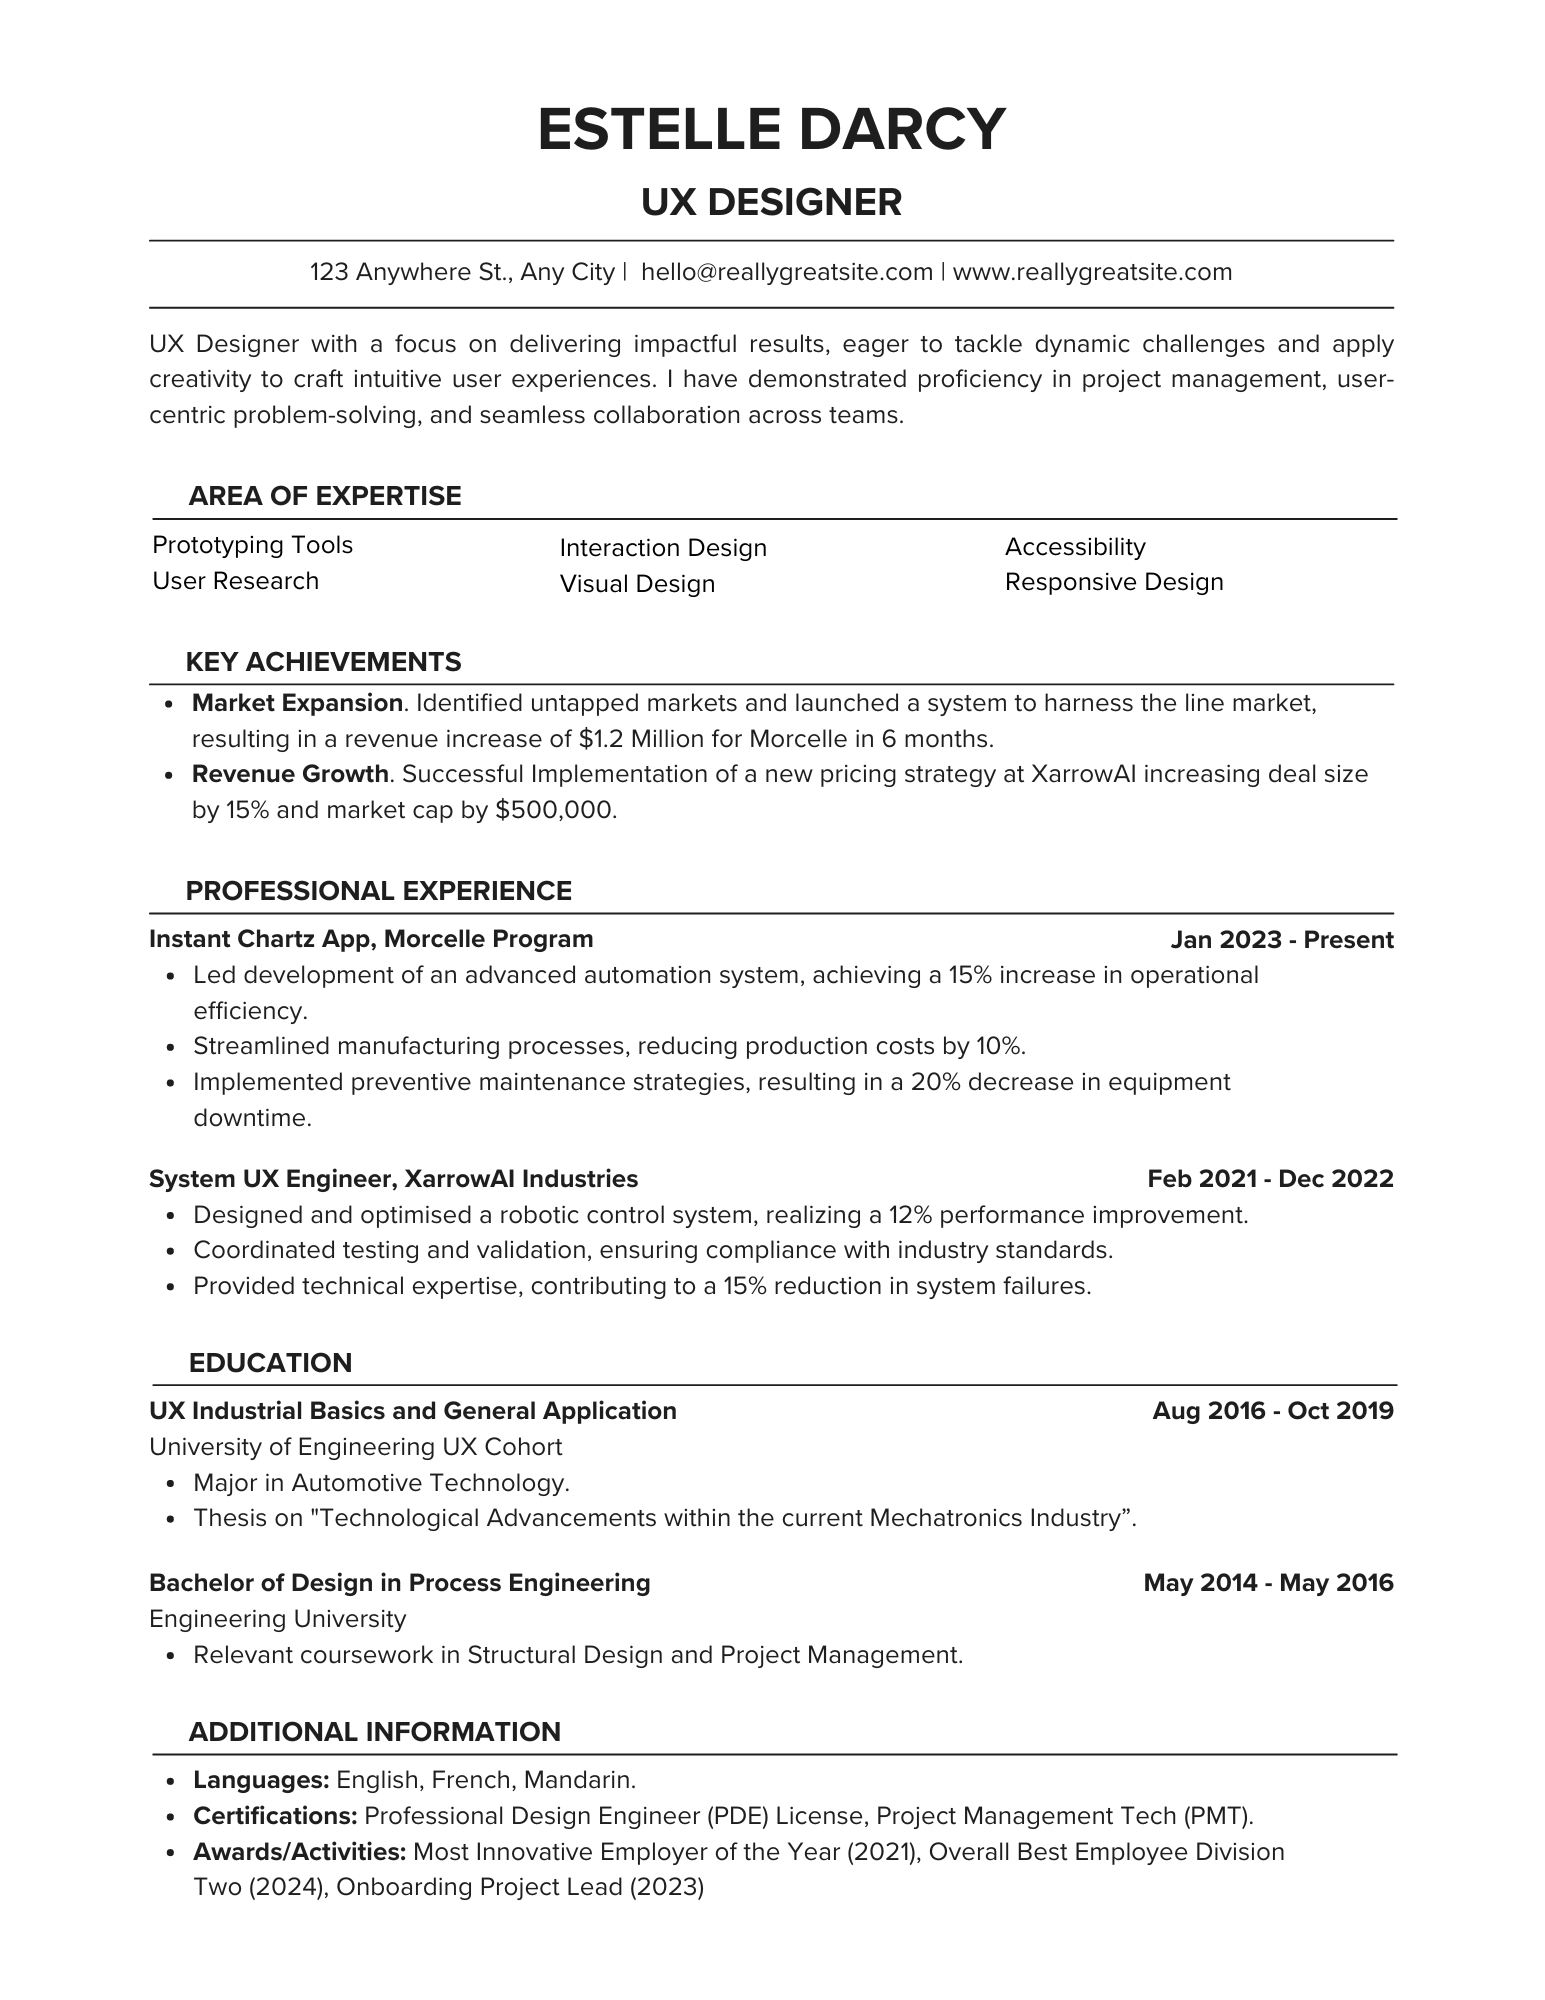 ESTELLE DARCY
UX DESIGNER
123 Anywhere St., Any City | hello@reallygreatsite.com | www.reallygreatsite.com
UX Designer with a focus on delivering impactful results, eager to tackle dynamic challenges and apply
creativity to craft intuitive user experiences. I have demonstrated proficiency in project management, user-
centric problem-solving, and seamless collaboration across teams.
AREA OF EXPERTISE
Prototyping Tools
User Research
Interaction Design
Visual Design
Accessibility
Responsive Design
KEY ACHIEVEMENTS
• Market Expansion. Identified untapped markets and launched a system to harness the line market,
resulting in a revenue increase of $1.2 Million for Morcelle in 6 months.
• Revenue Growth. Successful Implementation of a new pricing strategy at XarrowAI increasing deal size
by 15% and market cap by $500,000.
PROFESSIONAL EXPERIENCE
Instant Chartz App, Morcelle Program Jan 2023 - Present
• Led development of an advanced automation system, achieving a 15% increase in operational
efficiency.
• Streamlined manufacturing processes, reducing production costs by 10%.
• Implemented preventive maintenance strategies, resulting in a 20% decrease in equipment
downtime.
System UX Engineer, XarrowAI Industries Feb 2021 - Dec 2022
• Designed and optimised a robotic control system, realizing a 12% performance improvement.
• Coordinated testing and validation, ensuring compliance with industry standards.
• Provided technical expertise, contributing to a 15% reduction in system failures.
EDUCATION
UX Industrial Basics and General Application Aug 2016 - Oct 2019
University of Engineering UX Cohort
• Major in Automotive Technology.
• Thesis on "Technological Advancements within the current Mechatronics Industry”.
Bachelor of Design in Process Engineering May 2014 - May 2016
Engineering University
• Relevant coursework in Structural Design and Project Management.
ADDITIONAL INFORMATION
• Languages: English, French, Mandarin.
• Certifications: Professional Design Engineer (PDE) License, Project Management Tech (PMT).
• Awards/Activities: Most Innovative Employer of the Year (2021), Overall Best Employee Division
Two (2024), Onboarding Project Lead (2023)